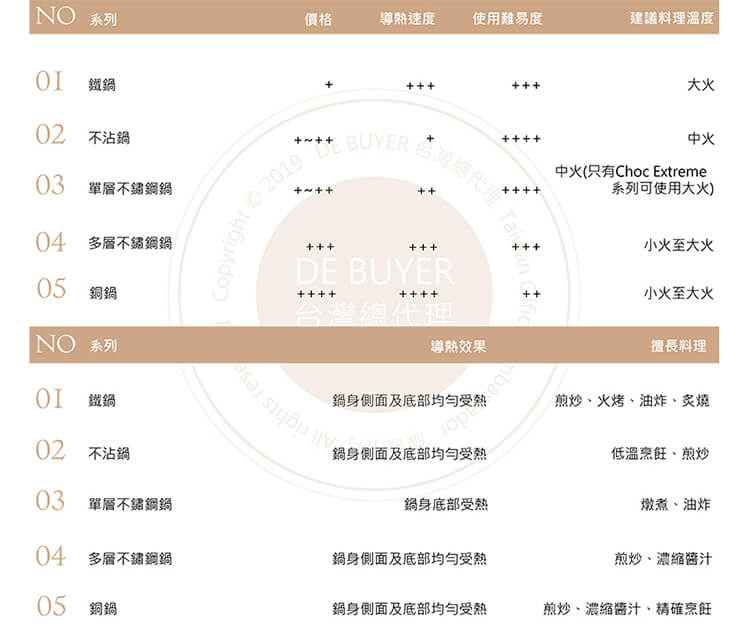 NO 系列 價格 導熱速度 使用難易度 建議料理溫度
01 鐵鍋 + +++ +++ 大火
02 不沾鍋 +~++ + ++++ 中火
03 單層不鏽鋼鍋 +~++ ++ ++++ 中火(只有Choc Extreme
系列可使用大火)
04 多層不鏽鋼鍋 +++ +++ +++ 小火至大火
05 銅鍋 ++++ ++++ ++ 小火至大火
NO 系列 導熱效果 擅長料理
01 鐵鍋 鍋身側面及底部均勻受熱 煎炒、火烤、油炸、炙燒
02 不沾鍋 鍋身側面及底部均勻受熱 低溫烹飪、煎炒
03 單層不鏽鋼鍋 鍋身底部受熱 燉煮、油炸
04 多層不鏽鋼鍋 鍋身側面及底部均勻受熱 煎炒、濃縮醬汁
05 銅鍋 鍋身側面及底部均勻受熱 煎炒、濃縮醬汁、精確烹飪
Copyright © 2019 DE BUYER 台灣總代理 Taiwan
DE BUYER
台灣總代理
All rights